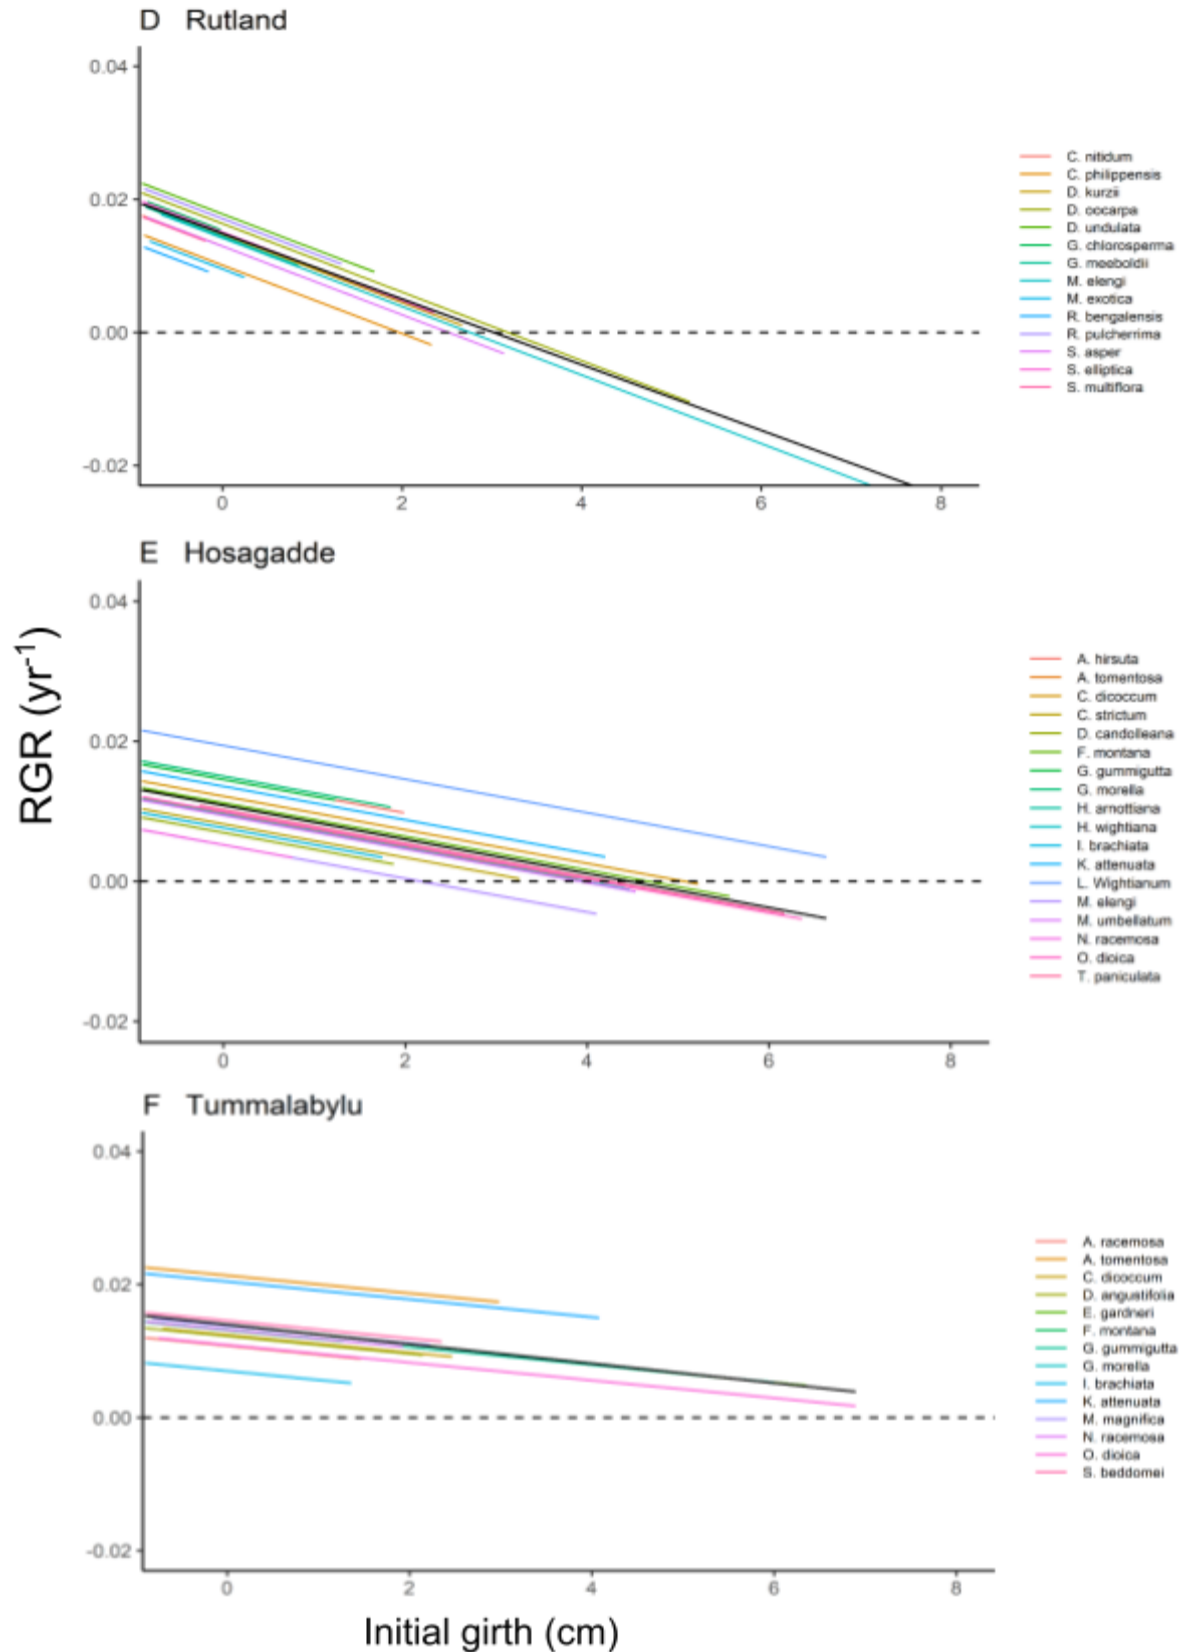 D Rutland
0.04
0.02
0.00
-0.02
0
2
4
6
8
C. nitidum
C. philippensis
D. kurzii
D. oocarpa
D. undulata
G. chlorosperma
G. meeboldii
M. elengi
M. exotica
R. bengalensis
R. pulcherrima
S. asper
S. elliptica
S. multiflora
E Hosagadde
RGR (yr⁻¹)
0.04
0.02
0.00
-0.02
0
2
4
6
8
A. hirsuta
A. tomentosa
C. dicoccum
C. strictum
D. candolleana
F. montana
G. gummigutta
G. morella
H. arnottiana
H. wightiana
I. brachiata
K. attenuata
L. Wightianum
M. elengi
M. umbellatum
N. racemosa
O. dioica
T. paniculata
F Tummalabylu
0.04
0.02
0.00
-0.02
0
2
4
6
8
A. racemosa
A. tomentosa
C. dicoccum
D. angustifolia
E. gardneri
F. montana
G. gummigutta
G. morella
I. brachiata
K. attenuata
M. magnifica
N. racemosa
O. dioica
S. beddomei
Initial girth (cm)